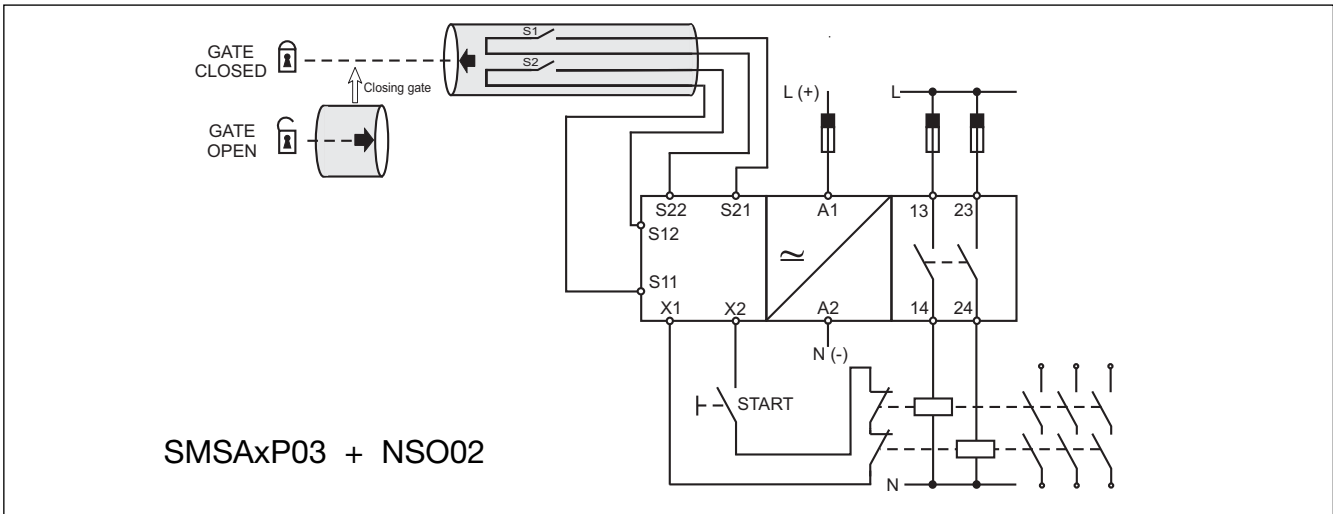 S1
S2
GATE
CLOSED
Closing gate
GATE
OPEN
L (+)
L
S22
S21
A1
13
23
S12
≃
S11
X1
X2
A2
14
24
N (-)
START
SMSAxP03 + NSO02
N